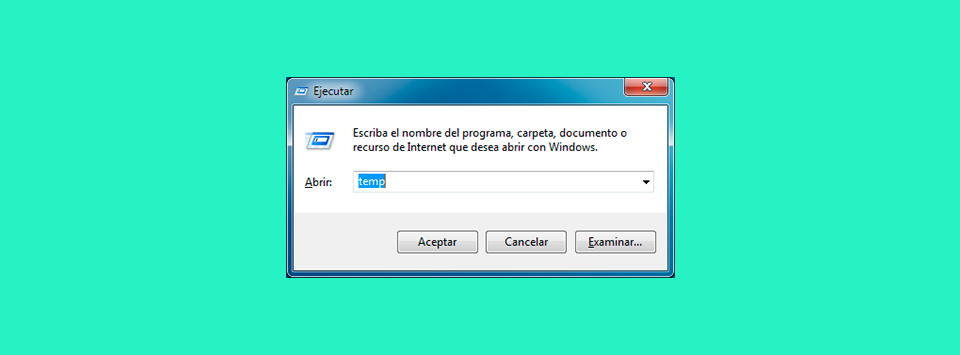 Ejecutar
Escriba el nombre del programa, carpeta, documento o
recurso de Internet que desea abrir con Windows.
Abrir: temp
Aceptar Cancelar Examinar...